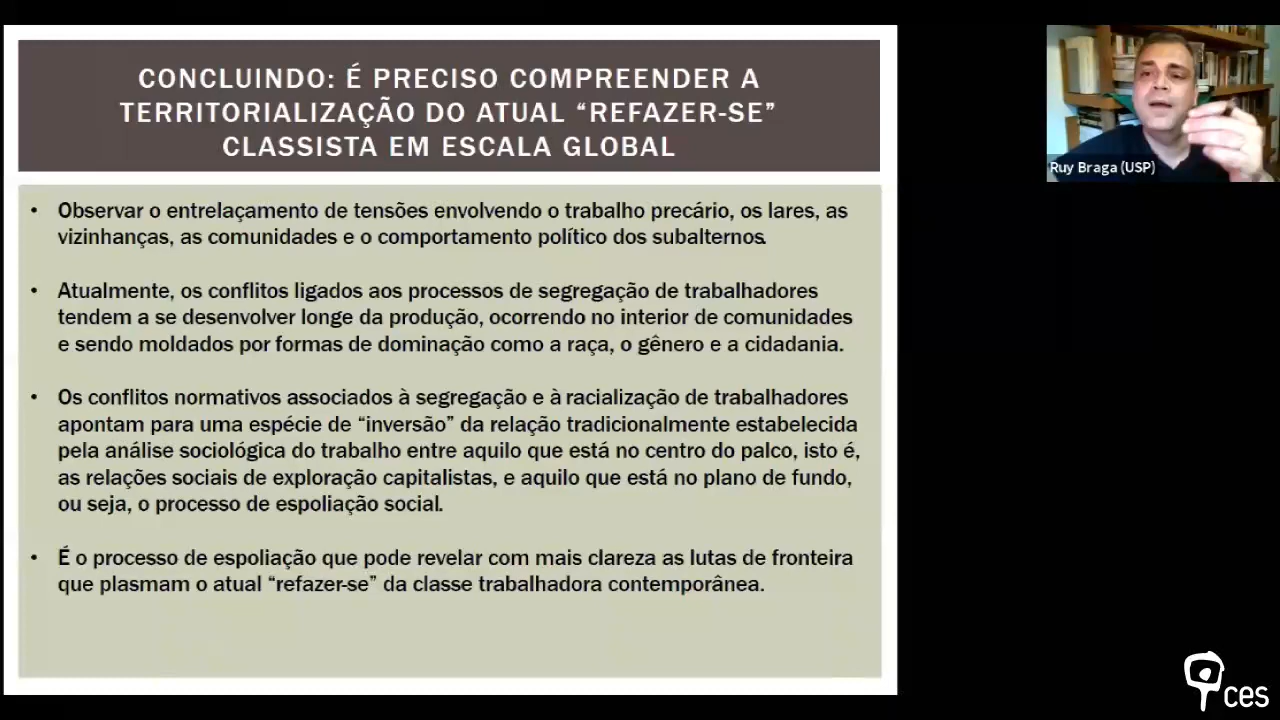 CONCLUINDO: É PRECISO COMPREENDER A
TERRITORIALIZAÇÃO DO ATUAL “REFAZER-SE”
CLASSISTA EM ESCALA GLOBAL
• Observar o entrelaçamento de tensões envolvendo o trabalho precário, os lares, as
vizinhanças, as comunidades e o comportamento político dos subalternos.
• Atualmente, os conflitos ligados aos processos de segregação de trabalhadores
tendem a se desenvolver longe da produção, ocorrendo no interior de comunidades
e sendo moldados por formas de dominação como a raça, o gênero e a cidadania.
• Os conflitos normativos associados à segregação e à racialização de trabalhadores
apontam para uma espécie de “inversão” da relação tradicionalmente estabelecida
pela análise sociológica do trabalho entre aquilo que está no centro do palco, isto é,
as relações sociais de exploração capitalistas, e aquilo que está no plano de fundo,
ou seja, o processo de espoliação social.
• É o processo de espoliação que pode revelar com mais clareza as lutas de fronteira
que plasmam o atual “refazer-se” da classe trabalhadora contemporânea.
Ruy Braga (USP)
ces